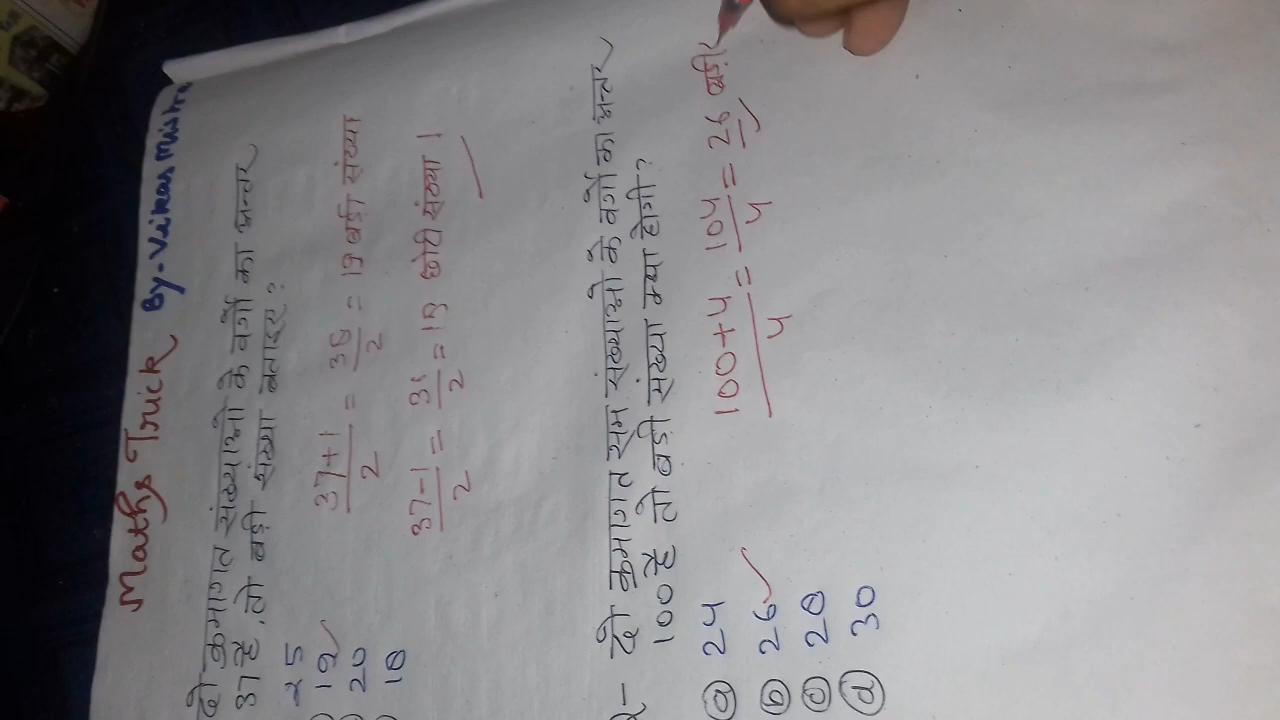 Maths Trick By-Vikas Mishra
दो क्रमागत संख्याओ के वर्गो का अन्तर
37 है, तो बड़ी संख्या बताइए?
25
19
20
18
37+1/2 = 38/2 = 19 बड़ी संख्या
37-1/2 = 36/2 = 18 छोटी संख्या।
दो क्रमागत सम संख्याओ के वर्गो का अन्तर
100 है तो बड़ी संख्या क्या होगी?
a 24
b 26
c 28
d 30
100+4/4 = 104/4 = 26 बड़ी